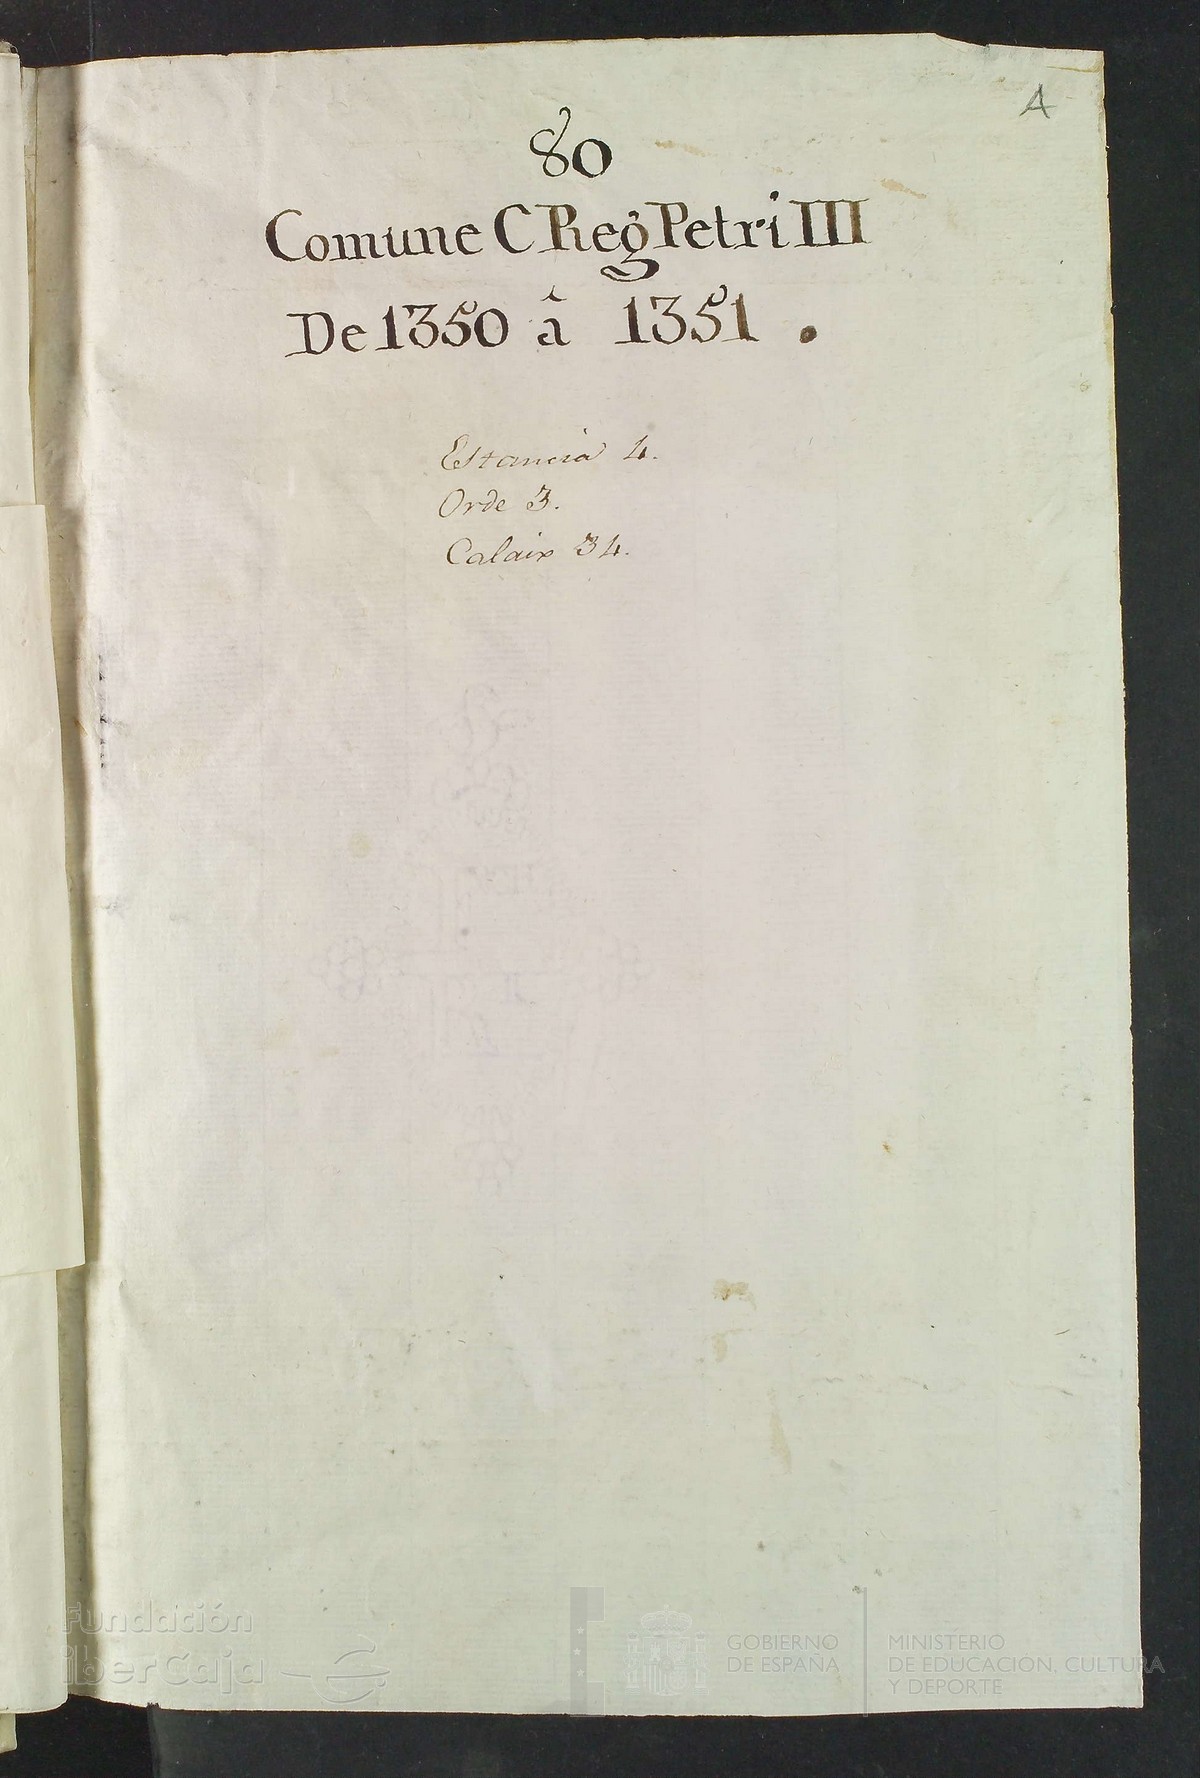 A
80
Comune C Reg Petri III
De 1350 â 1351.
Estancia 4.
Orde 3.
Calaix 34.
Fundación
iberCaja
GOBIERNO
DE ESPAÑA
MINISTERIO
DE EDUCACION, CULTURA
Y DEPORTE